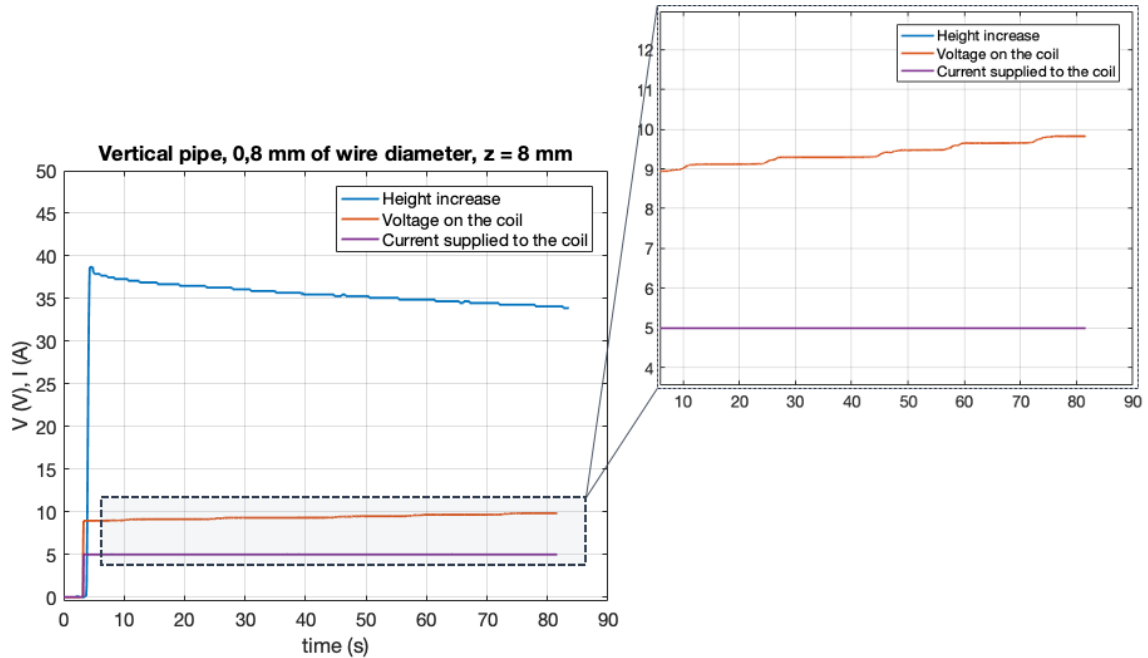 Vertical pipe, 0,8 mm of wire diameter, z = 8 mm
50
45
40
35
30
25
20
15
10
5
0
V (V), I (A)
Height increase
Voltage on the coil
Current supplied to the coil
0 10 20 30 40 50 60 70 80 90
time (s)
Height increase
Voltage on the coil
Current supplied to the coil
12
11
10
9
8
7
6
5
4
10 20 30 40 50 60 70 80 90